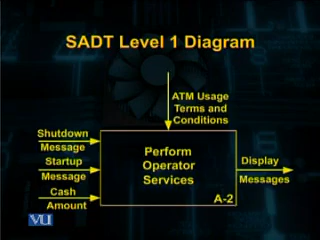 SADT Level 1 Diagram
ATM Usage
Terms and
Conditions
Shutdown
Message
Startup
Message
Cash
Amount
Perform
Operator
Services
A-2
Display
Messages
VU